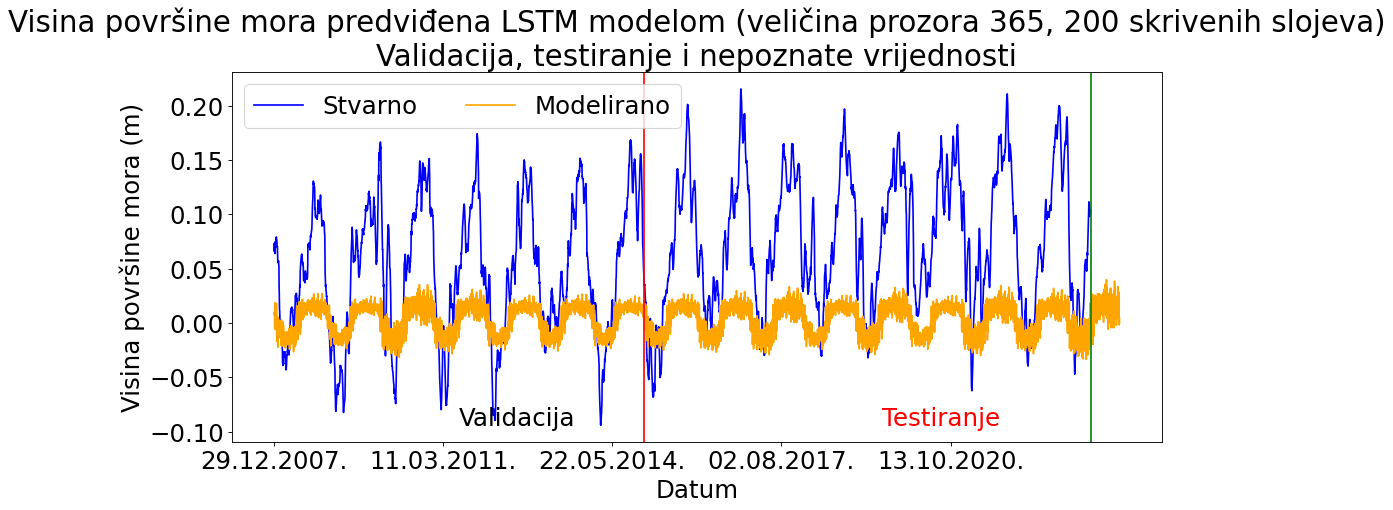 Visina površine mora predviđena LSTM modelom (veličina prozora 365, 200 skrivenih slojeva)
Validacija, testiranje i nepoznate vrijednosti
Stvarno
Modelirano
Visina površine mora (m)
0.20
0.15
0.10
0.05
0.00
−0.05
−0.10
Validacija
Testiranje
29.12.2007.
11.03.2011.
22.05.2014.
02.08.2017.
13.10.2020.
Datum